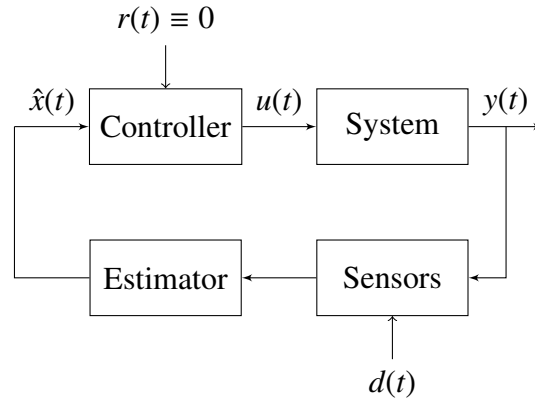 r(t) ≡ 0
x̂(t)
Controller
u(t)
System
y(t)
Estimator
Sensors
d(t)